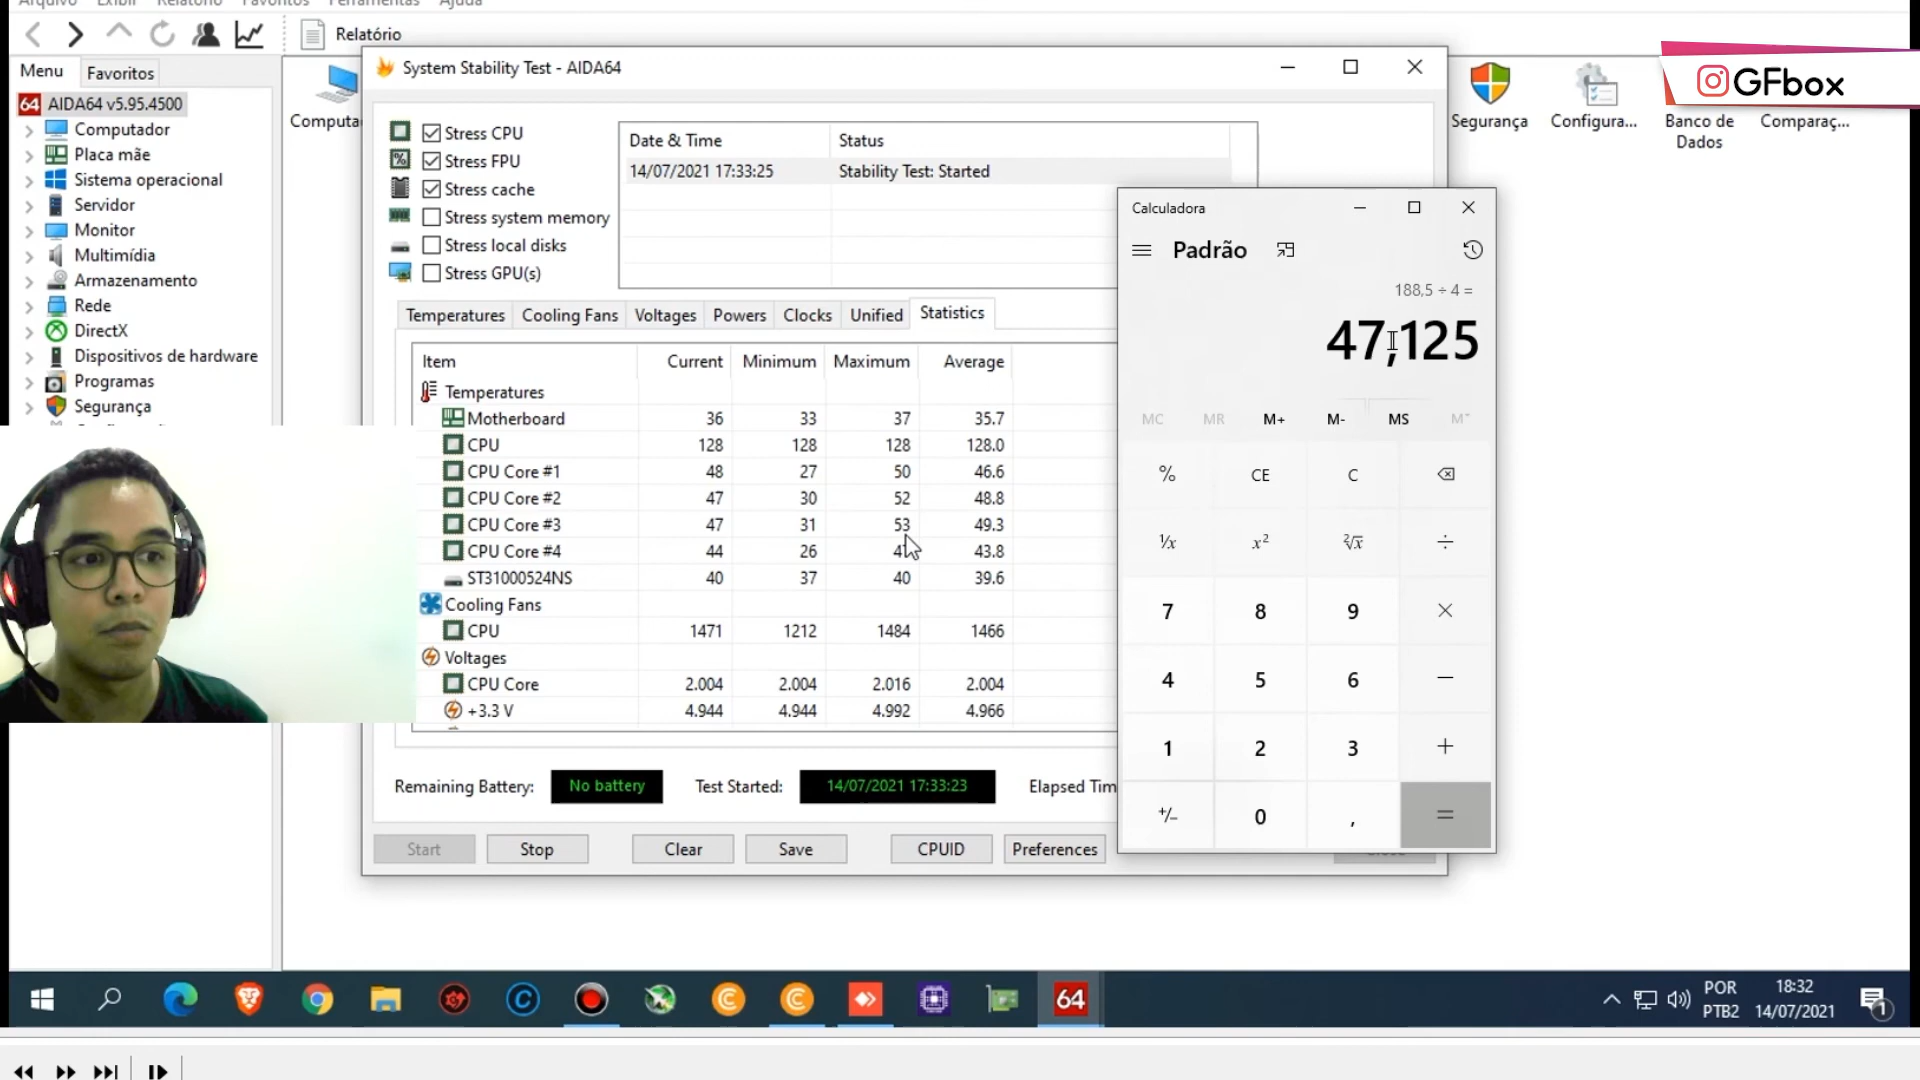 Arquivo Exibir Relatório Favoritos Ferramentas Ajuda
Relatório
Menu Favoritos
64 AIDA64 v5.95.4500
Computador
Placa mãe
Sistema operacional
Servidor
Monitor
Multimídia
Armazenamento
Rede
DirectX
Dispositivos de hardware
Programas
Segurança
Segurança
Configura...
Banco de
Dados
Comparaç...
GFbox
System Stability Test - AIDA64
Stress CPU
Stress FPU
Stress cache
Stress system memory
Stress local disks
Stress GPU(s)
Date & Time Status
14/07/2021 17:33:25 Stability Test: Started
Temperatures Cooling Fans Voltages Powers Clocks Unified Statistics
Item Current Minimum Maximum Average
Temperatures
Motherboard 36 33 37 35.7
CPU 128 128 128 128.0
CPU Core #1 48 27 50 46.6
CPU Core #2 47 30 52 48.8
CPU Core #3 47 31 53 49.3
CPU Core #4 44 26 43.8
ST31000524NS 40 37 40 39.6
Cooling Fans
CPU 1471 1212 1484 1466
Voltages
CPU Core 2.004 2.004 2.016 2.004
+3.3 V 4.944 4.944 4.992 4.966
Remaining Battery: No battery Test Started: 14/07/2021 17:33:23
Start Stop Clear Save CPUID Preferences Close
Calculadora
Padrão
188,5 ÷ 4 =
47,125
MC MR M+ M- MS M˅
% CE C
¹/x x² ²√x ÷
7 8 9 ×
4 5 6 −
1 2 3 +
+/− 0 , =
64
POR
PTB2
18:32
14/07/2021
1